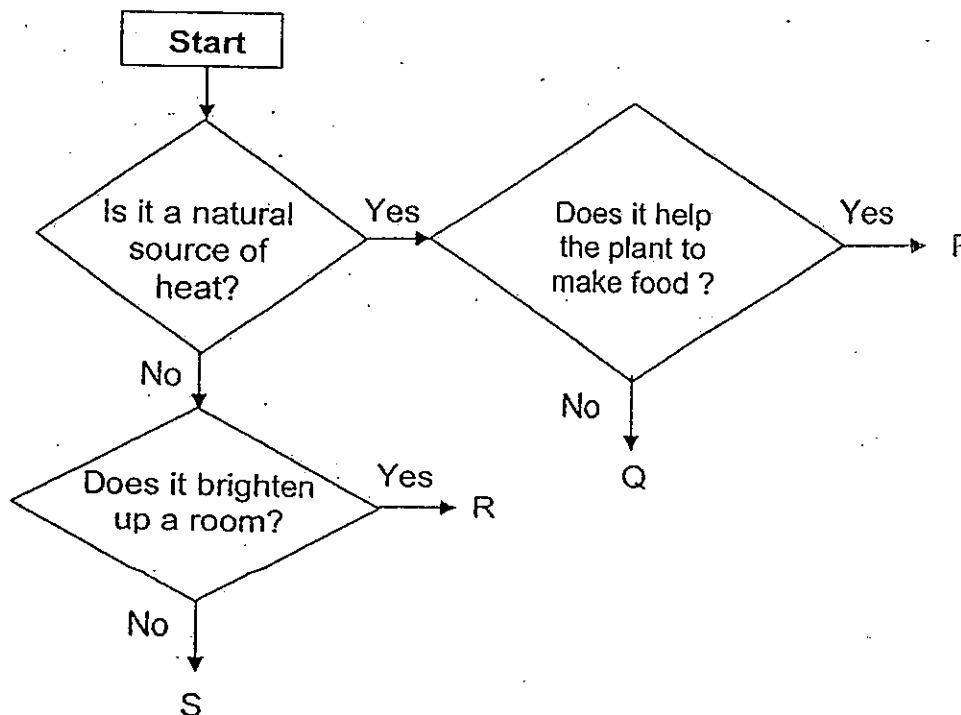 Start
Is it a natural
source of
heat?
Yes
Does it help
the plant to
make food ?
Yes
No
No
Does it brighten
up a room?
Yes
R
Q
No
S